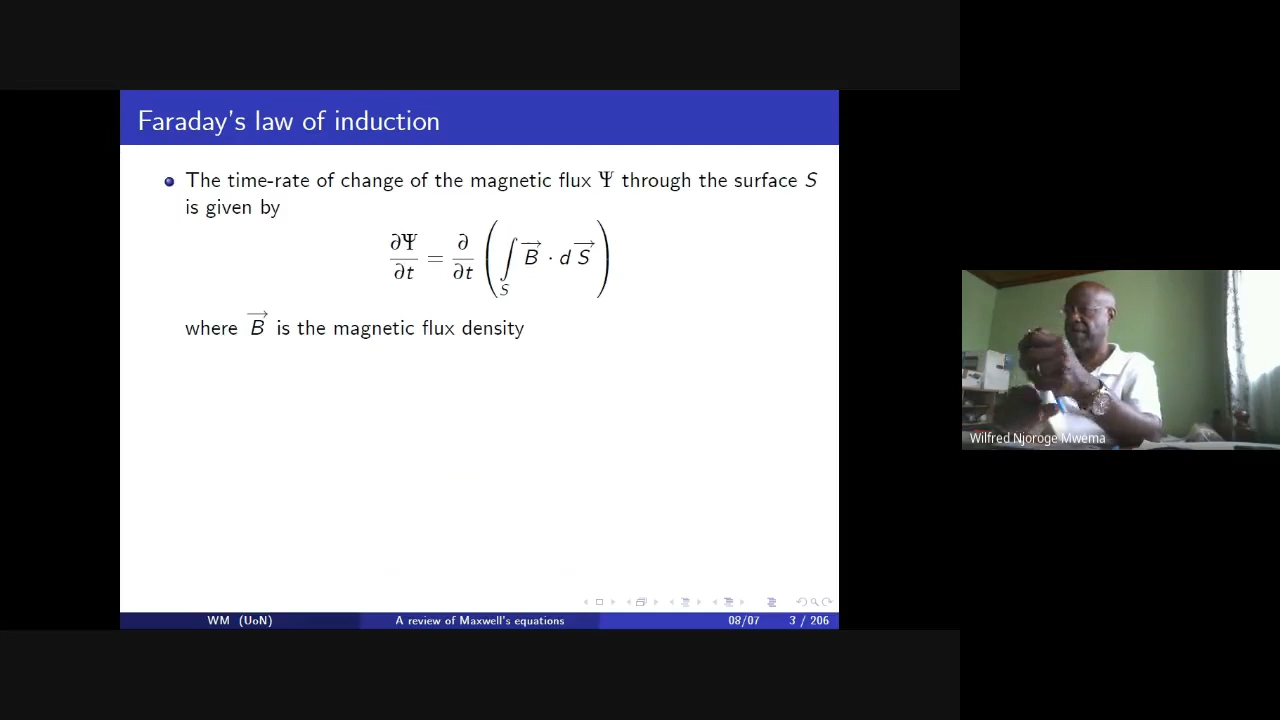 Faraday's law of induction
The time-rate of change of the magnetic flux Ψ through the surface S
is given by
∂Ψ/∂t = ∂/∂t (∫_S B⃗ · d S⃗)
where B⃗ is the magnetic flux density
Wilfred Njoroge Mwema
WM (UoN) A review of Maxwell's equations 08/07 3 / 206